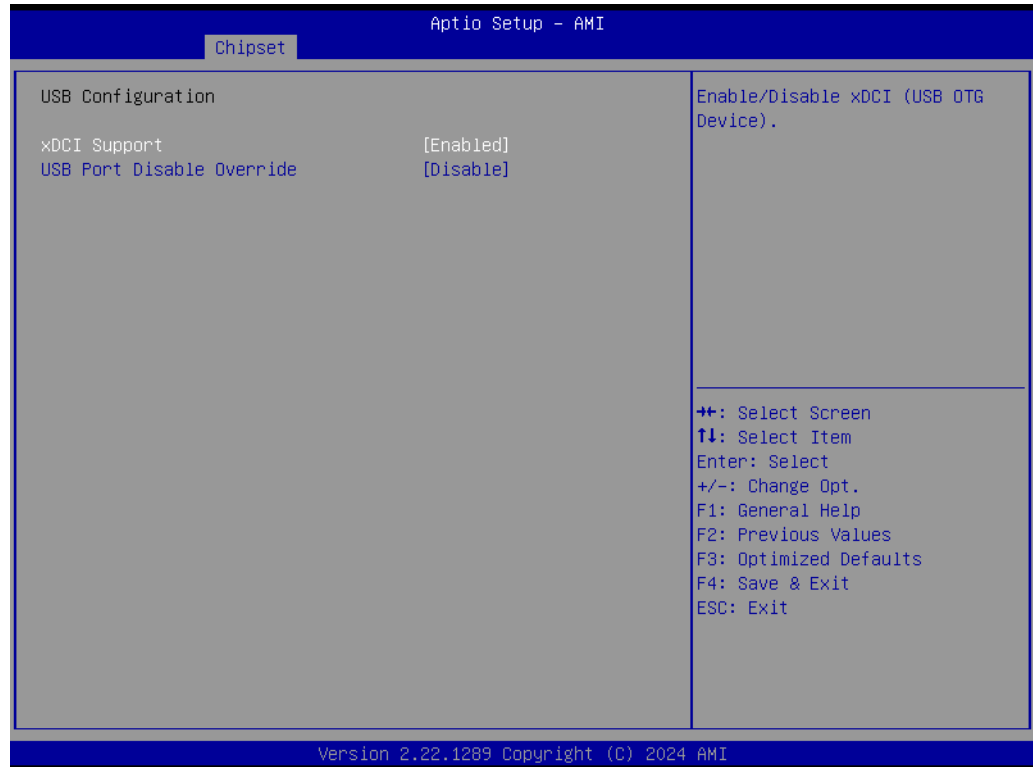 Aptio Setup – AMI
Chipset
USB Configuration
xDCI Support [Enabled]
USB Port Disable Override [Disable]
Enable/Disable xDCI (USB OTG
Device).
→←: Select Screen
↑↓: Select Item
Enter: Select
+/-: Change Opt.
F1: General Help
F2: Previous Values
F3: Optimized Defaults
F4: Save & Exit
ESC: Exit
Version 2.22.1289 Copyright (C) 2024 AMI